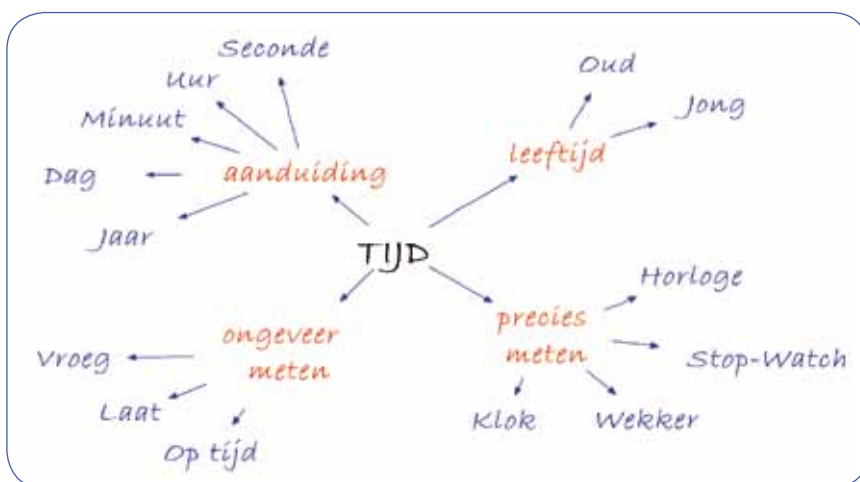 Seconde
Uur
Minuut
Dag
Jaar
aanduiding
Oud
Jong
leeftijd
TIJD
ongeveer
meten
Vroeg
Laat
Op tijd
precies
meten
Horloge
Stop-Watch
Wekker
Klok